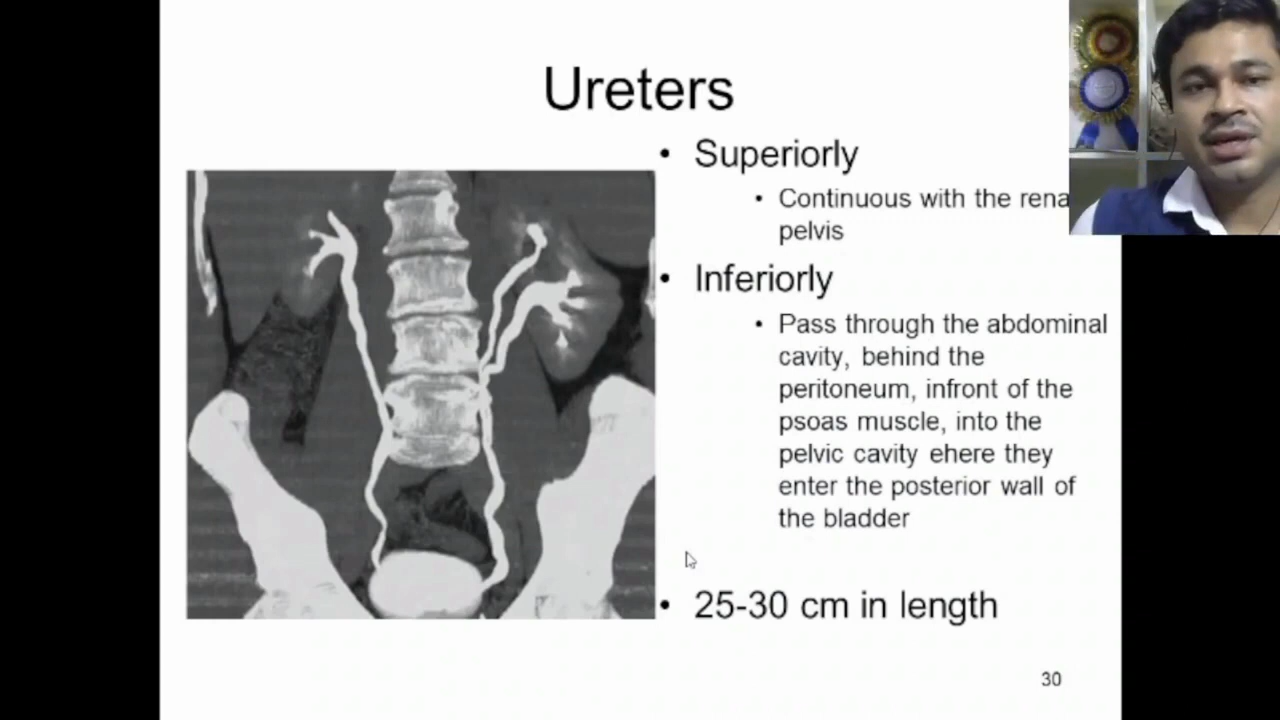 Ureters
• Superiorly
• Continuous with the rena
pelvis
• Inferiorly
• Pass through the abdominal
cavity, behind the
peritoneum, infront of the
psoas muscle, into the
pelvic cavity ehere they
enter the posterior wall of
the bladder
• 25-30 cm in length
30